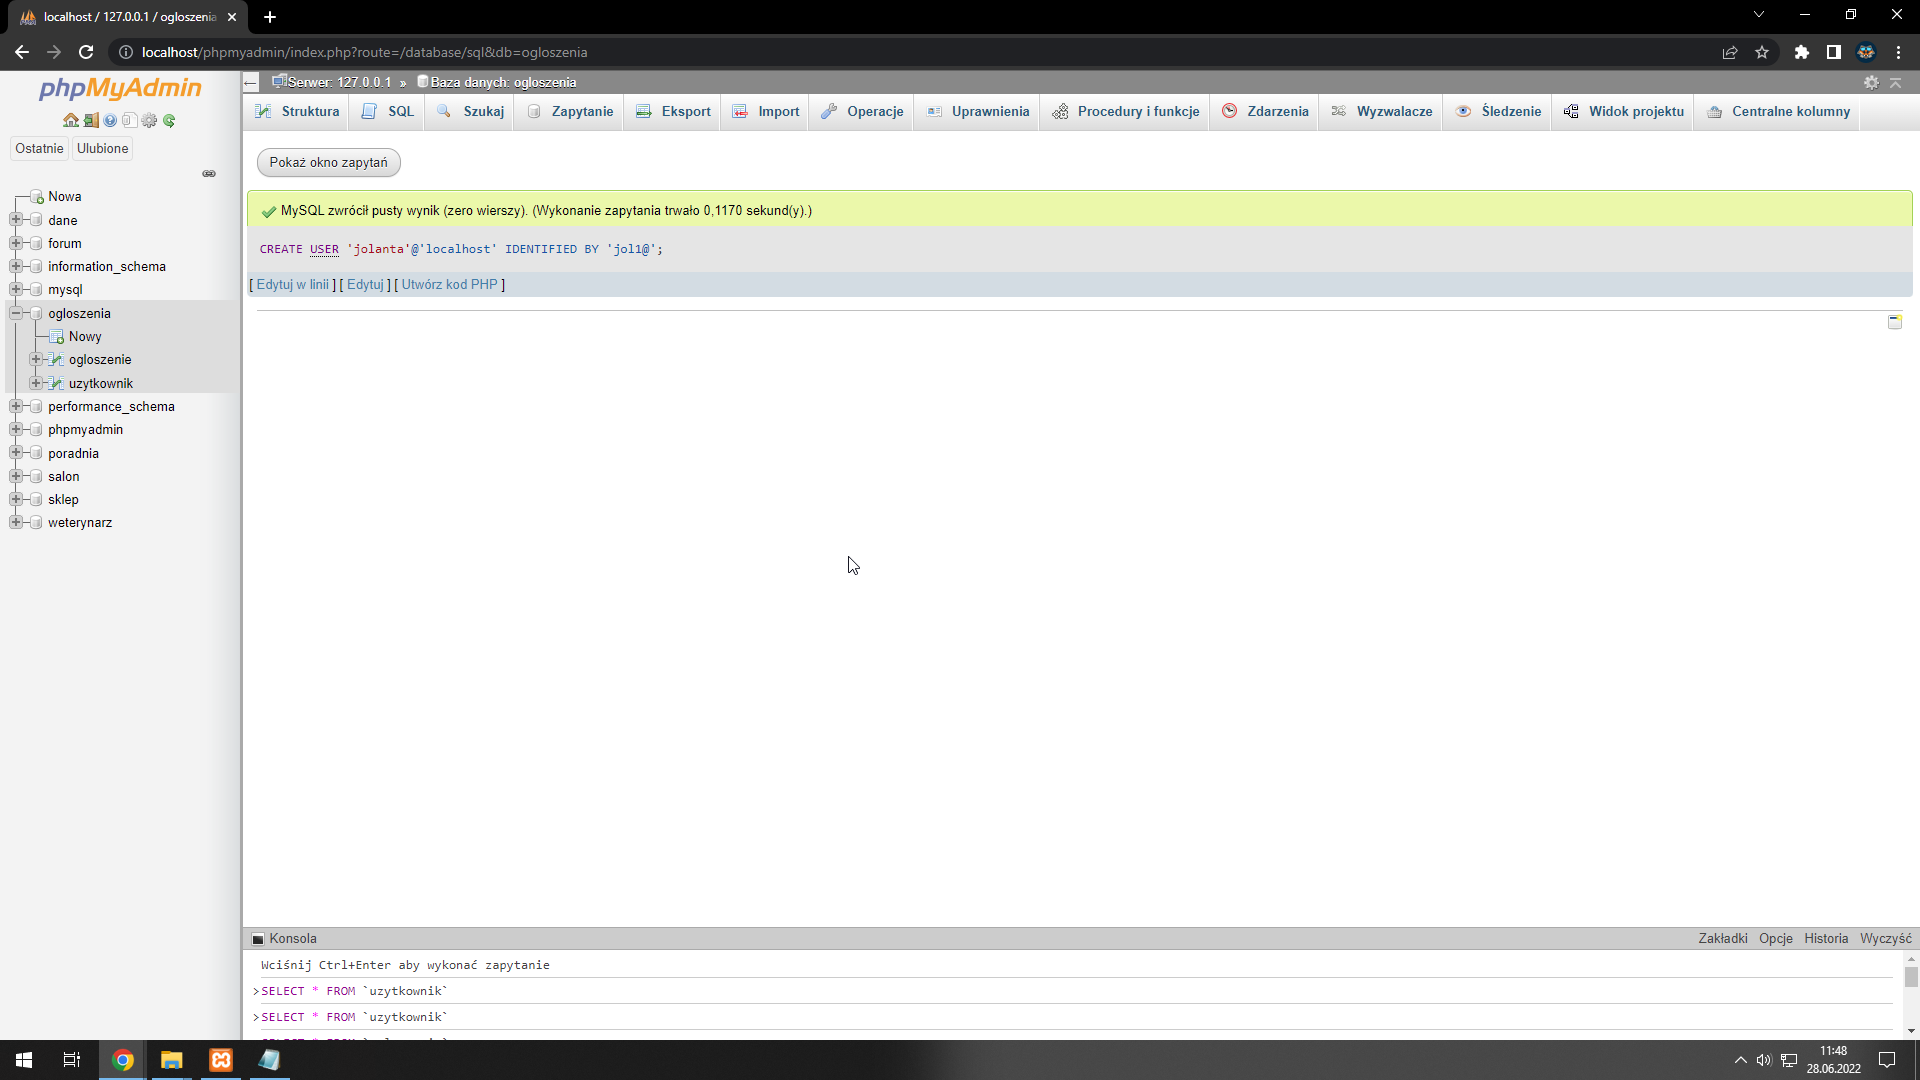 localhost / 127.0.0.1 / ogloszenia
localhost/phpmyadmin/index.php?route=/database/sql&db=ogloszenia
phpMyAdmin
Ostatnie
Ulubione
Nowa
dane
forum
information_schema
mysql
ogloszenia
Nowy
ogloszenie
uzytkownik
performance_schema
phpmyadmin
poradnia
salon
sklep
weterynarz
Serwer: 127.0.0.1 » Baza danych: ogloszenia
Struktura SQL Szukaj Zapytanie Eksport Import Operacje Uprawnienia Procedury i funkcje Zdarzenia Wyzwalacze Śledzenie Widok projektu Centralne kolumny
Pokaż okno zapytań
MySQL zwrócił pusty wynik (zero wierszy). (Wykonanie zapytania trwało 0,1170 sekund(y).)
CREATE USER 'jolanta'@'localhost' IDENTIFIED BY 'jol1@';
[ Edytuj w linii ] [ Edytuj ] [ Utwórz kod PHP ]
Konsola
Zakładki Opcje Historia Wyczyść
Wciśnij Ctrl+Enter aby wykonać zapytanie
>SELECT * FROM `uzytkownik`
>SELECT * FROM `uzytkownik`
11:48
28.06.2022